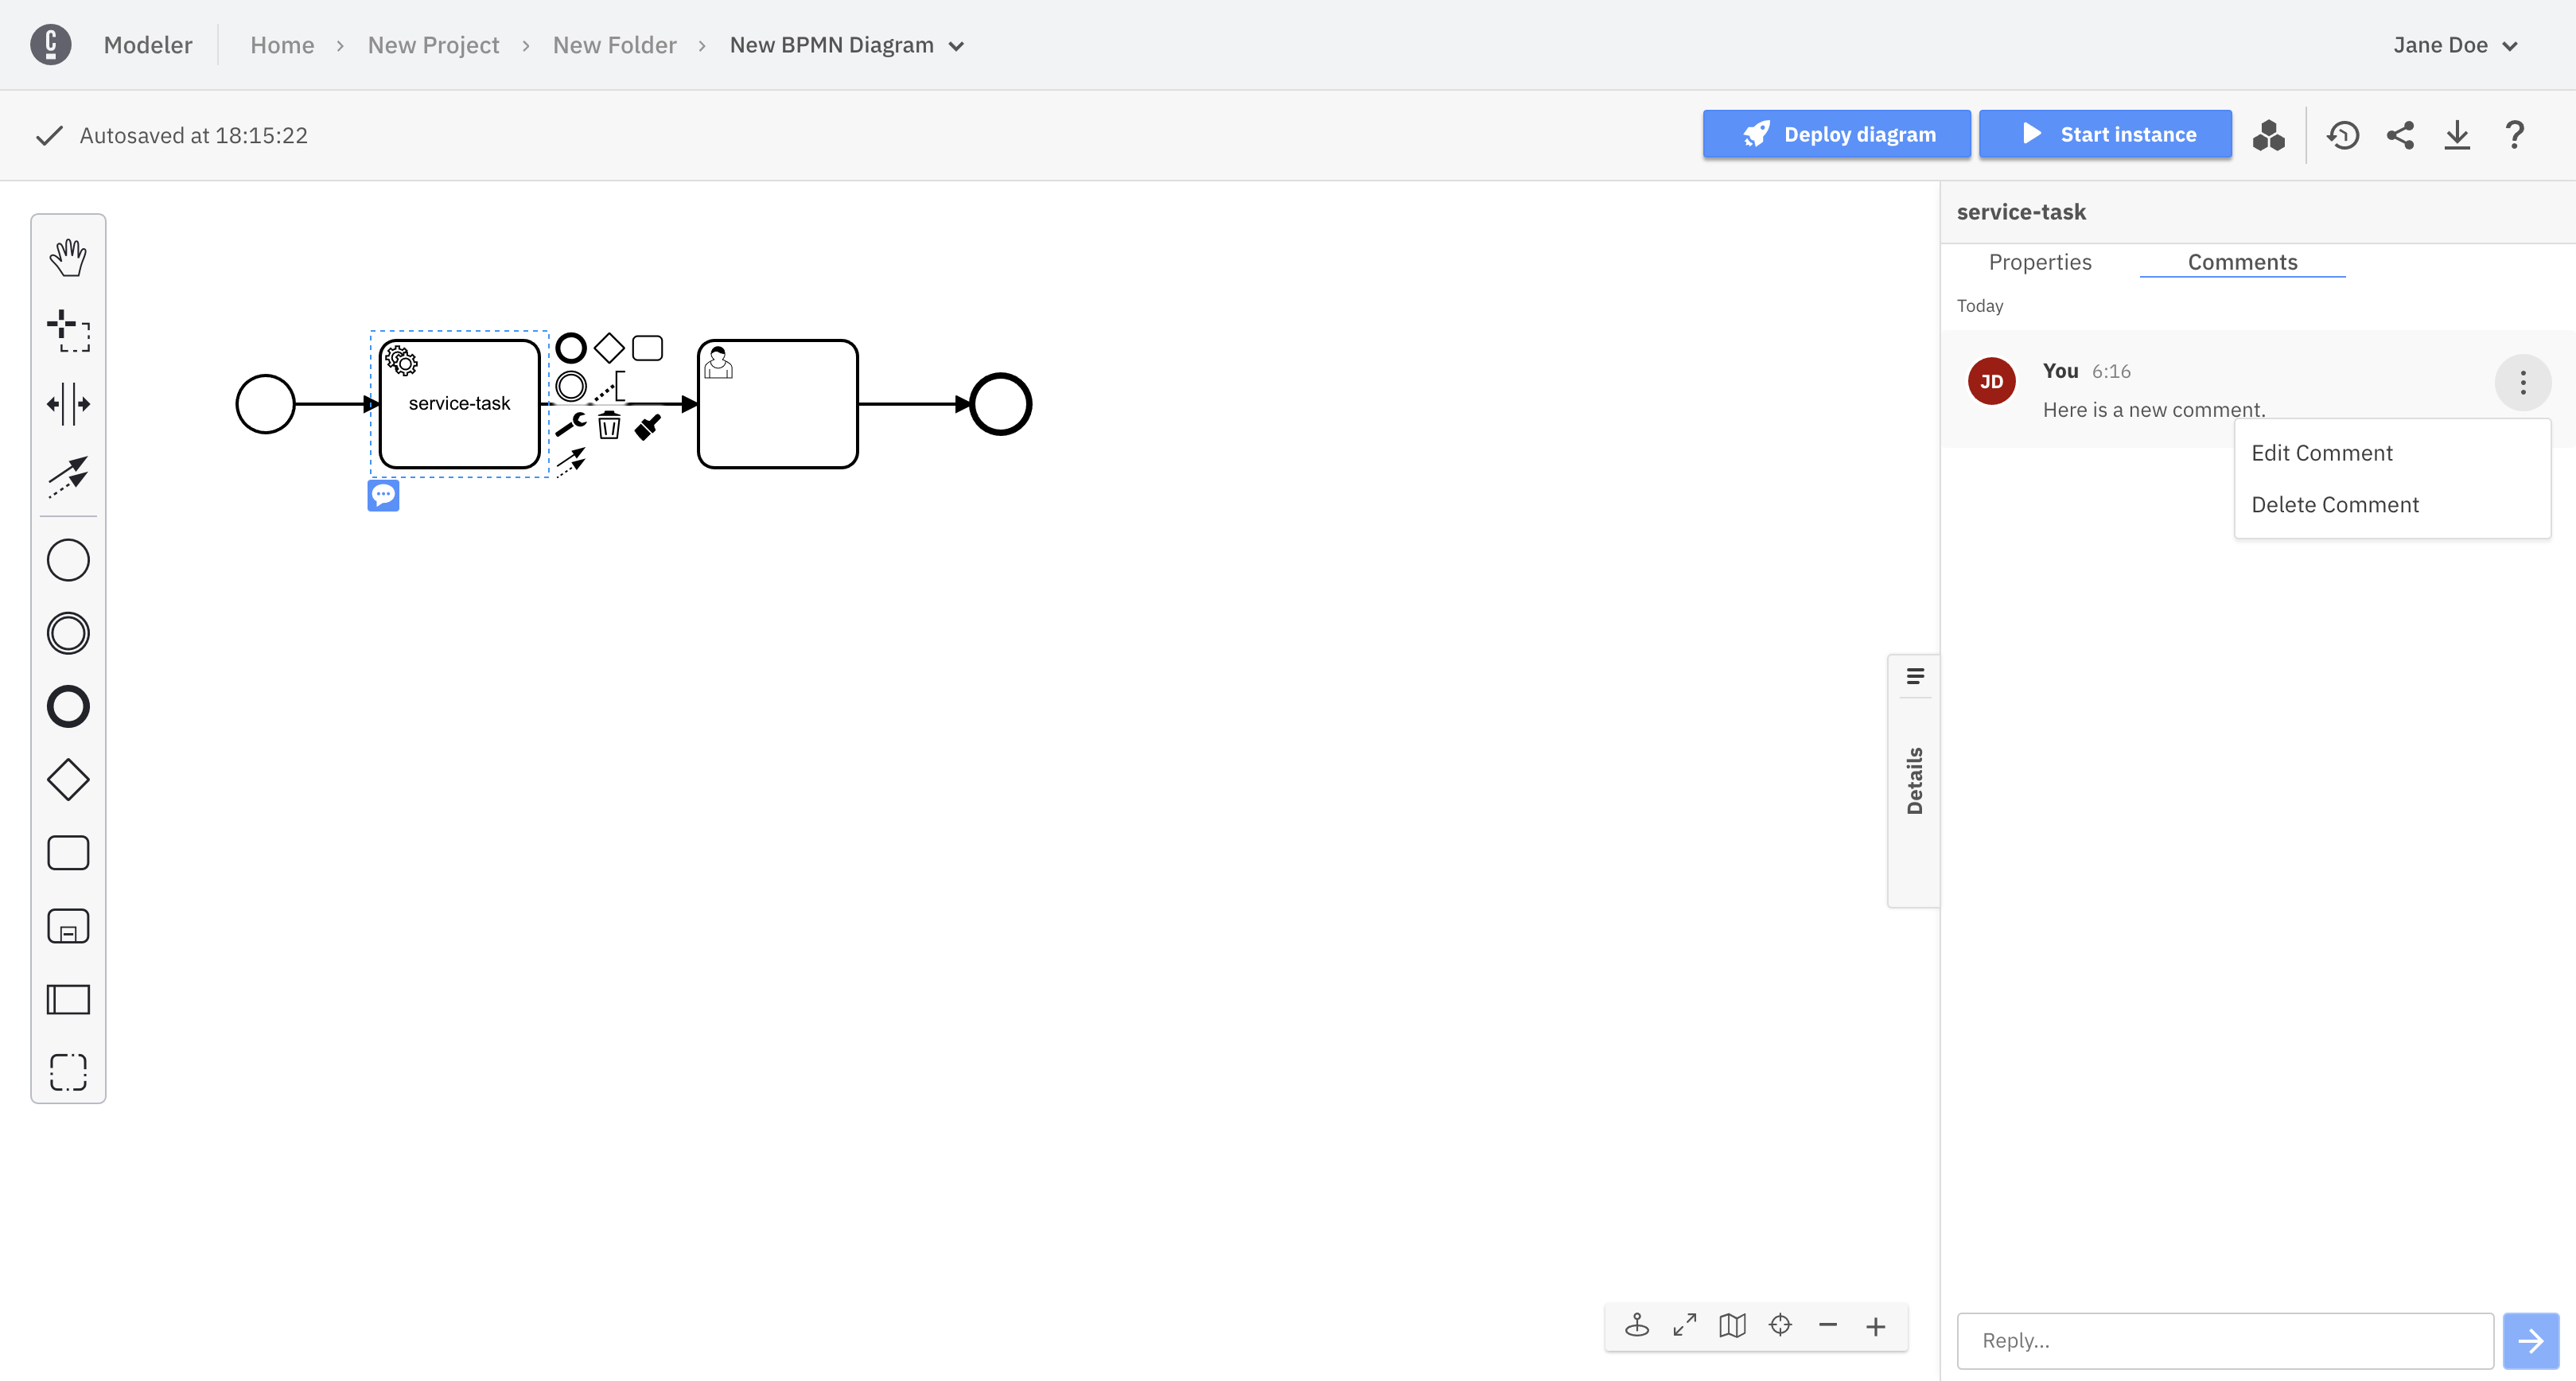 Modeler
Home › New Project › New Folder › New BPMN Diagram
Jane Doe
Autosaved at 18:15:22
Deploy diagram
Start instance
?
service-task
Properties
Comments
Today
JD
You 6:16
Here is a new comment.
Edit Comment
Delete Comment
service-task
Details
Reply...